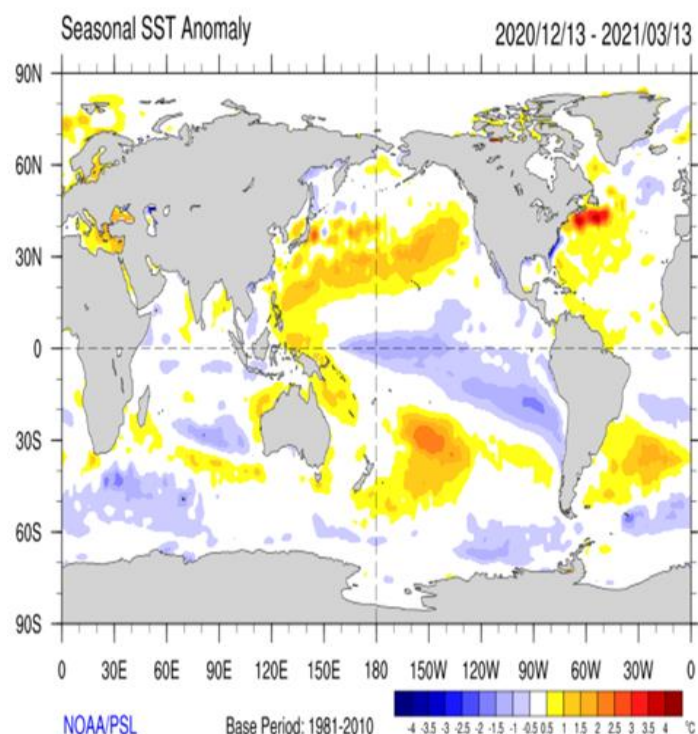 Seasonal SST Anomaly 2020/12/13 - 2021/03/13
90N
60N
30N
0
30S
60S
90S
0 30E 60E 90E 120E 150E 180 150W 120W 90W 60W 30W 0
NOAA/PSL Base Period: 1981-2010
-4 -3.5 -3 -2.5 -2 -1.5 -1 -0.5 0.5 1 1.5 2 2.5 3 3.5 4 °C